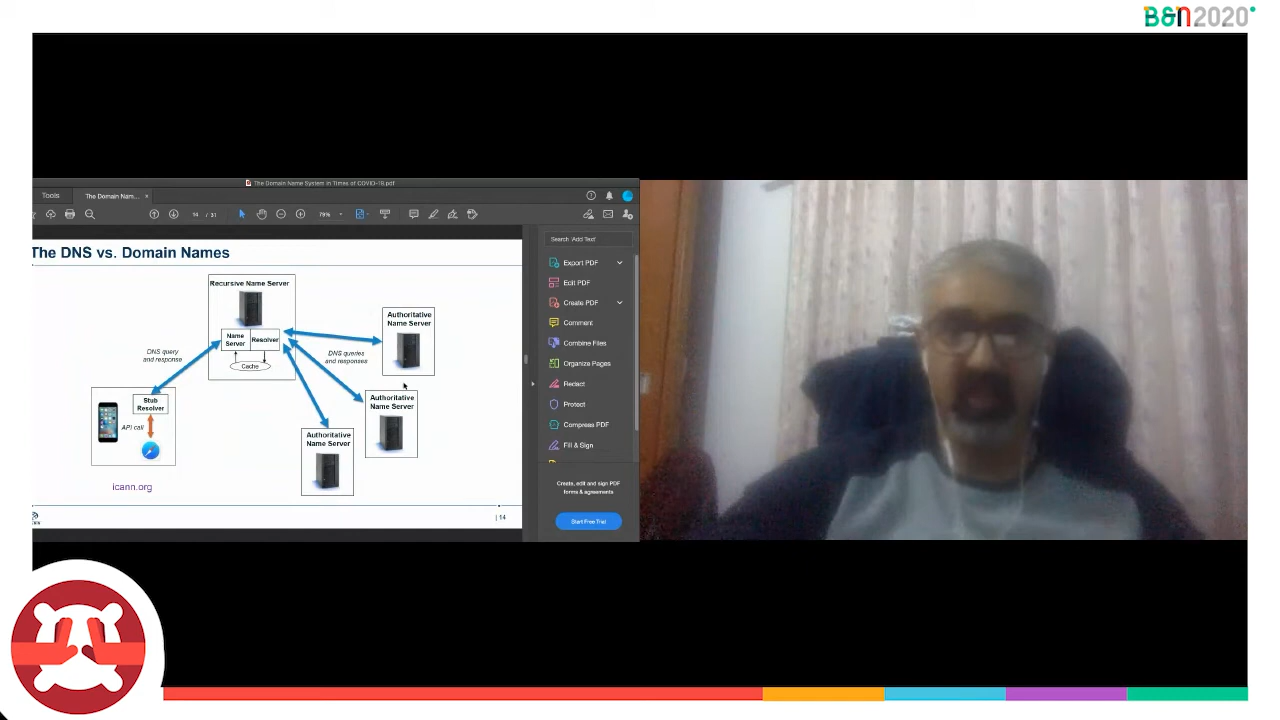 B&N2020
The Domain Name System in Times of COVID-19.pdf
Tools
The Domain Nam... ×
14 / 31
79%
The DNS vs. Domain Names
Recursive Name Server
Name
Server
Resolver
Cache
DNS query
and response
DNS queries
and responses
Authoritative
Name Server
Authoritative
Name Server
Authoritative
Name Server
Stub
Resolver
API call
icann.org
| 14
Search 'Add Text'
Export PDF
Edit PDF
Create PDF
Comment
Combine Files
Organize Pages
Redact
Protect
Compress PDF
Fill & Sign
Create, edit and sign PDF
forms & agreements
Start Free Trial